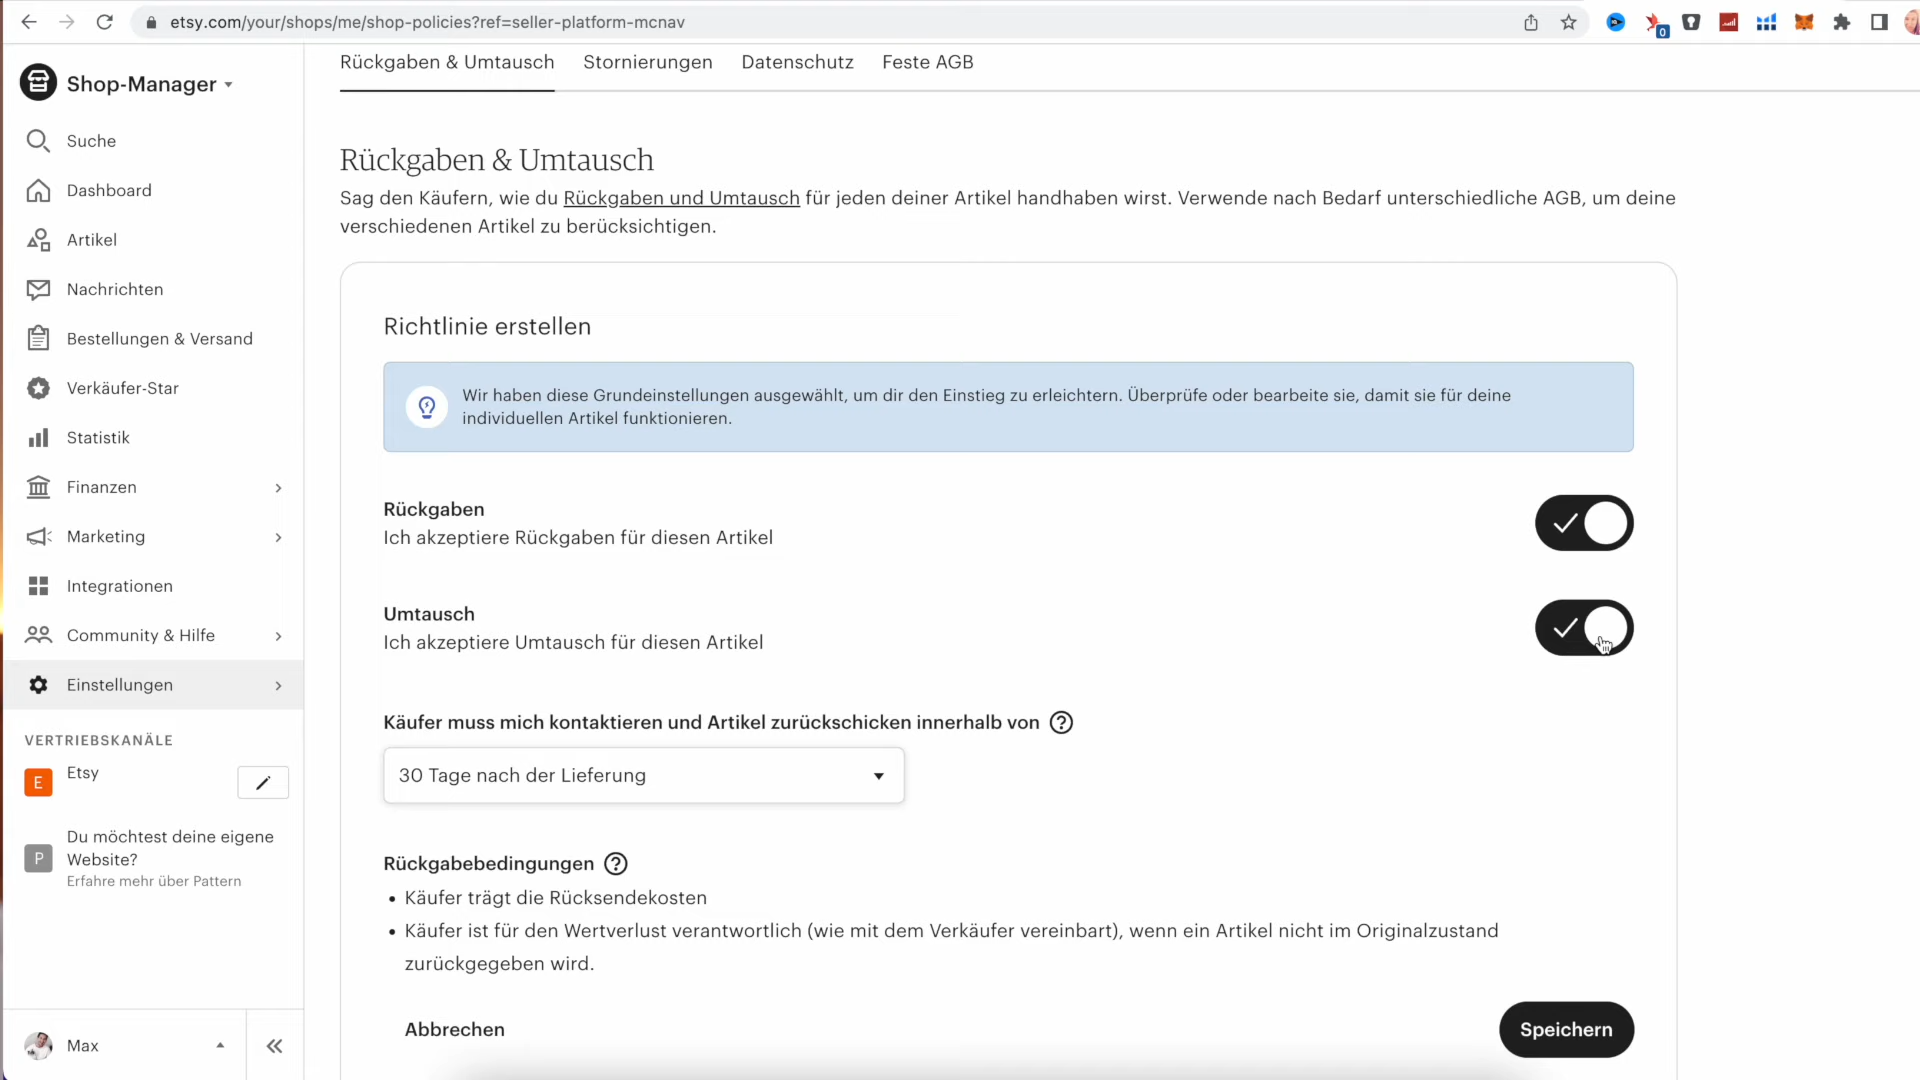 etsy.com/your/shops/me/shop-policies?ref=seller-platform-mcnav
0
Shop-Manager
Suche
Dashboard
Artikel
Nachrichten
Bestellungen & Versand
Verkäufer-Star
Statistik
Finanzen
Marketing
Integrationen
Community & Hilfe
Einstellungen
VERTRIEBSKANÄLE
E
Etsy
P
Du möchtest deine eigene
Website?
Erfahre mehr über Pattern
Max
Rückgaben & Umtausch
Stornierungen
Datenschutz
Feste AGB
Rückgaben & Umtausch
Sag den Käufern, wie du Rückgaben und Umtausch für jeden deiner Artikel handhaben wirst. Verwende nach Bedarf unterschiedliche AGB, um deine
verschiedenen Artikel zu berücksichtigen.
Richtlinie erstellen
Wir haben diese Grundeinstellungen ausgewählt, um dir den Einstieg zu erleichtern. Überprüfe oder bearbeite sie, damit sie für deine
individuellen Artikel funktionieren.
Rückgaben
Ich akzeptiere Rückgaben für diesen Artikel
Umtausch
Ich akzeptiere Umtausch für diesen Artikel
Käufer muss mich kontaktieren und Artikel zurückschicken innerhalb von ?
30 Tage nach der Lieferung
Rückgabebedingungen ?
• Käufer trägt die Rücksendekosten
• Käufer ist für den Wertverlust verantwortlich (wie mit dem Verkäufer vereinbart), wenn ein Artikel nicht im Originalzustand
zurückgegeben wird.
Abbrechen
Speichern